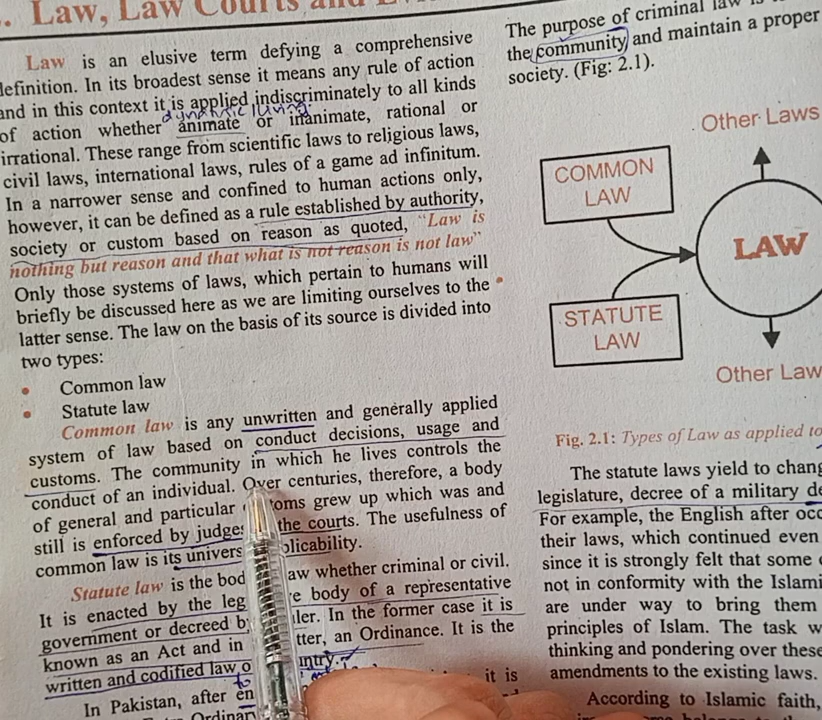 . Law, Law Courts and
Law is an elusive term defying a comprehensive
definition. In its broadest sense it means any rule of action
and in this context it is applied indiscriminately to all kinds
of action whether animate or inanimate, rational or
irrational. These range from scientific laws to religious laws,
civil laws, international laws, rules of a game ad infinitum.
In a narrower sense and confined to human actions only,
however, it can be defined as a rule established by authority,
society or custom based on reason as quoted, "Law is
nothing but reason and that what is not reason is not law"
Only those systems of laws, which pertain to humans will
briefly be discussed here as we are limiting ourselves to the
latter sense. The law on the basis of its source is divided into
two types:
• Common law
• Statute law
Common law is any unwritten and generally applied
system of law based on conduct decisions, usage and
customs. The community in which he lives controls the
conduct of an individual. Over centuries, therefore, a body
of general and particular toms grew up which was and
still is enforced by judge the courts. The usefulness of
common law is its univers plicability.
Statute law is the bod aw whether criminal or civil.
It is enacted by the leg e body of a representative
government or decreed b ler. In the former case it is
known as an Act and in tter, an Ordinance. It is the
written and codified law o ntry.
it is
In Pakistan, after en
Ordinan
The purpose of criminal law is
the community and maintain a proper
society. (Fig: 2.1).
Other Laws
COMMON
LAW
LAW
STATUTE
LAW
Other Law
Fig. 2.1: Types of Law as applied to
The statute laws yield to chang
legislature, decree of a military de
For example, the English after occ
their laws, which continued even
since it is strongly felt that some
not in conformity with the Islami
are under way to bring them
principles of Islam. The task w
thinking and pondering over these
amendments to the existing laws.
According to Islamic faith,